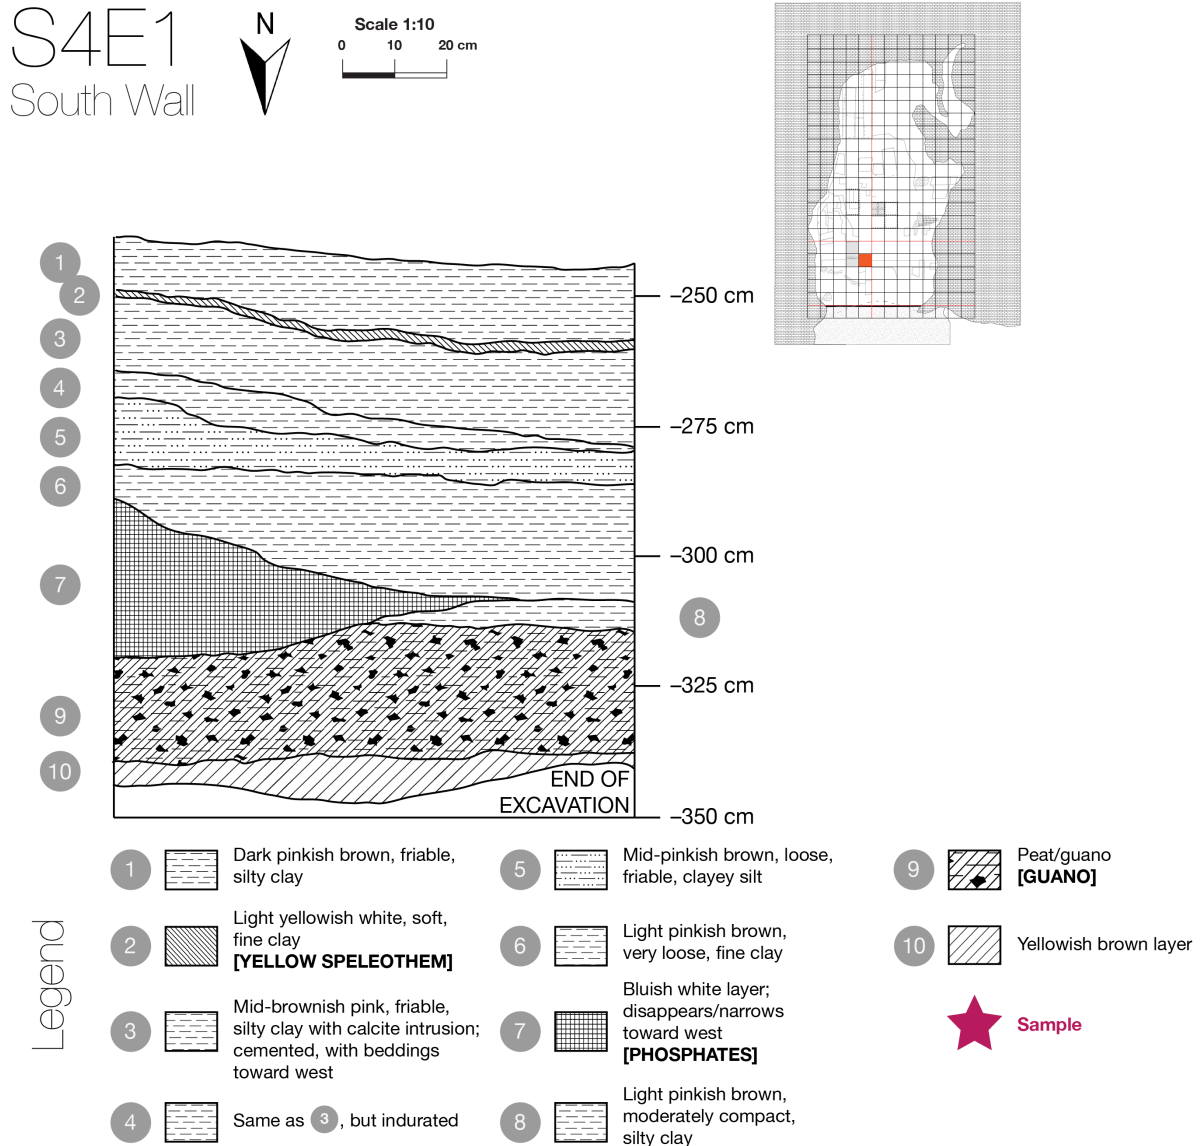 S4E1
South Wall
N
Scale 1:10
0 10 20 cm
1
2
3
4
5
6
7
8
9
10
–250 cm
–275 cm
–300 cm
–325 cm
–350 cm
END OF
EXCAVATION
Legend
1 Dark pinkish brown, friable,
silty clay
2 Light yellowish white, soft,
fine clay
[YELLOW SPELEOTHEM]
3 Mid-brownish pink, friable,
silty clay with calcite intrusion;
cemented, with beddings
toward west
4 Same as 3, but indurated
5 Mid-pinkish brown, loose,
friable, clayey silt
6 Light pinkish brown,
very loose, fine clay
7 Bluish white layer;
disappears/narrows
toward west
[PHOSPHATES]
8 Light pinkish brown,
moderately compact,
silty clay
9 Peat/guano
[GUANO]
10 Yellowish brown layer
Sample